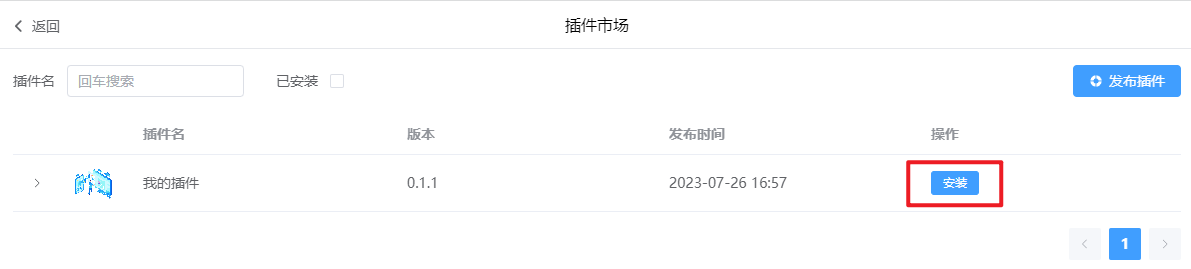 返回
插件市场
插件名 回车搜索 已安装 发布插件
插件名 版本 发布时间 操作
我的插件 0.1.1 2023-07-26 16:57 安装
1